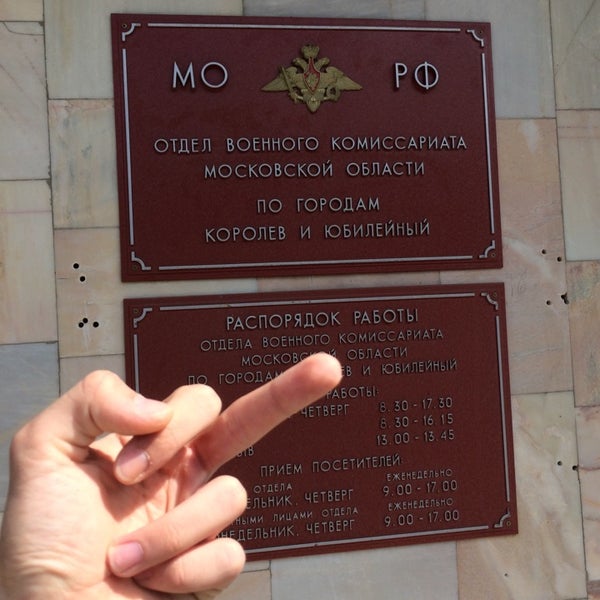 МО РФ
ОТДЕЛ ВОЕННОГО КОМИССАРИАТА
МОСКОВСКОЙ ОБЛАСТИ
ПО ГОРОДАМ
КОРОЛЕВ И ЮБИЛЕЙНЫЙ
РАСПОРЯДОК РАБОТЫ
ОТДЕЛА ВОЕННОГО КОМИССАРИАТА
МОСКОВСКОЙ ОБЛАСТИ
ПО ГОРОДАМ И ЮБИЛЕЙНЫЙ
РАБОТЫ:
ЧЕТВЕРГ 8.30 - 17.30
8.30 - 16.15
13.00 - 13.45
ПРИЕМ ПОСЕТИТЕЛЕЙ:
ОТДЕЛА ЕЖЕНЕДЕЛЬНО
ЧЕТВЕРГ 9.00 - 17.00
ЛИЦАМИ ОТДЕЛА ЕЖЕНЕДЕЛЬНО
ЧЕТВЕРГ 9.00 - 17.00